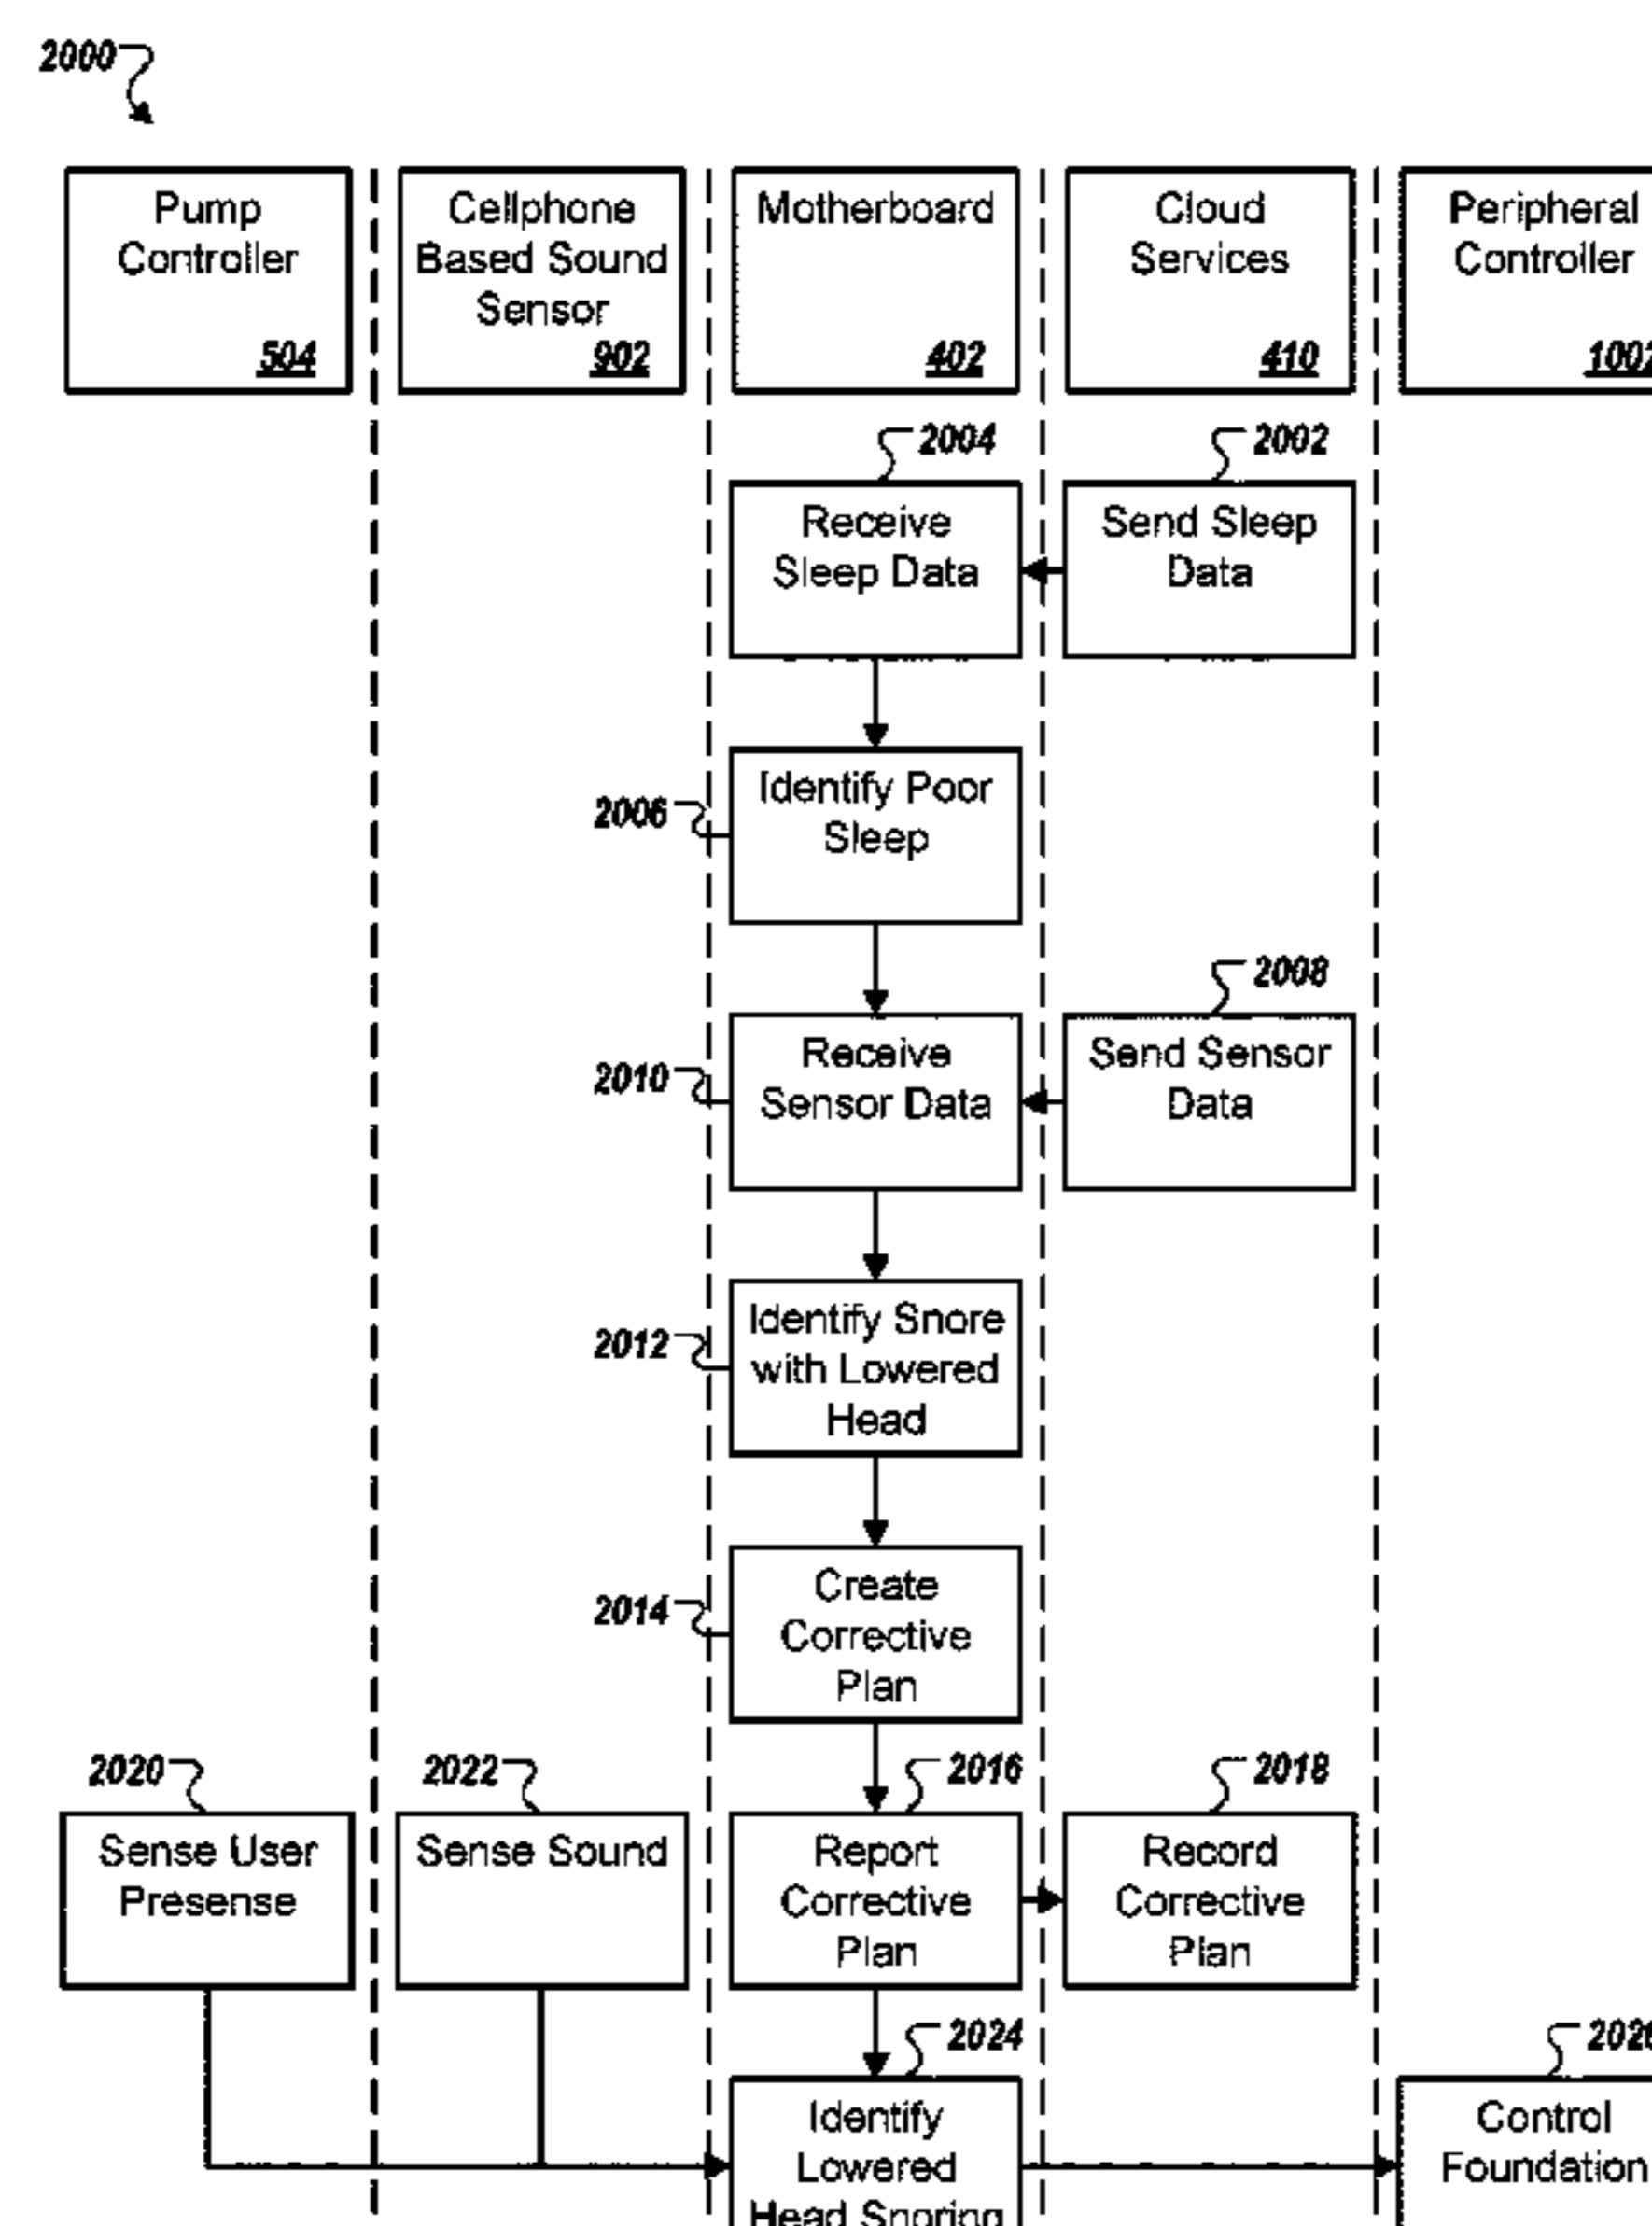 2000
Pump
Controller
504
Cellphone
Based Sound
Sensor
902
Motherboard
402
Cloud
Services
410
Peripheral
Controller
1002
2004
Receive
Sleep Data
2002
Send Sleep
Data
2006
Identify Poor
Sleep
2008
Send Sensor
Data
2010
Receive
Sensor Data
2012
Identify Snore
with Lowered
Head
2014
Create
Corrective
Plan
2020
Sense User
Presense
2022
Sense Sound
2016
Report
Corrective
Plan
2018
Record
Corrective
Plan
2024
Identify
Lowered
Head Snoring
Control
Foundation